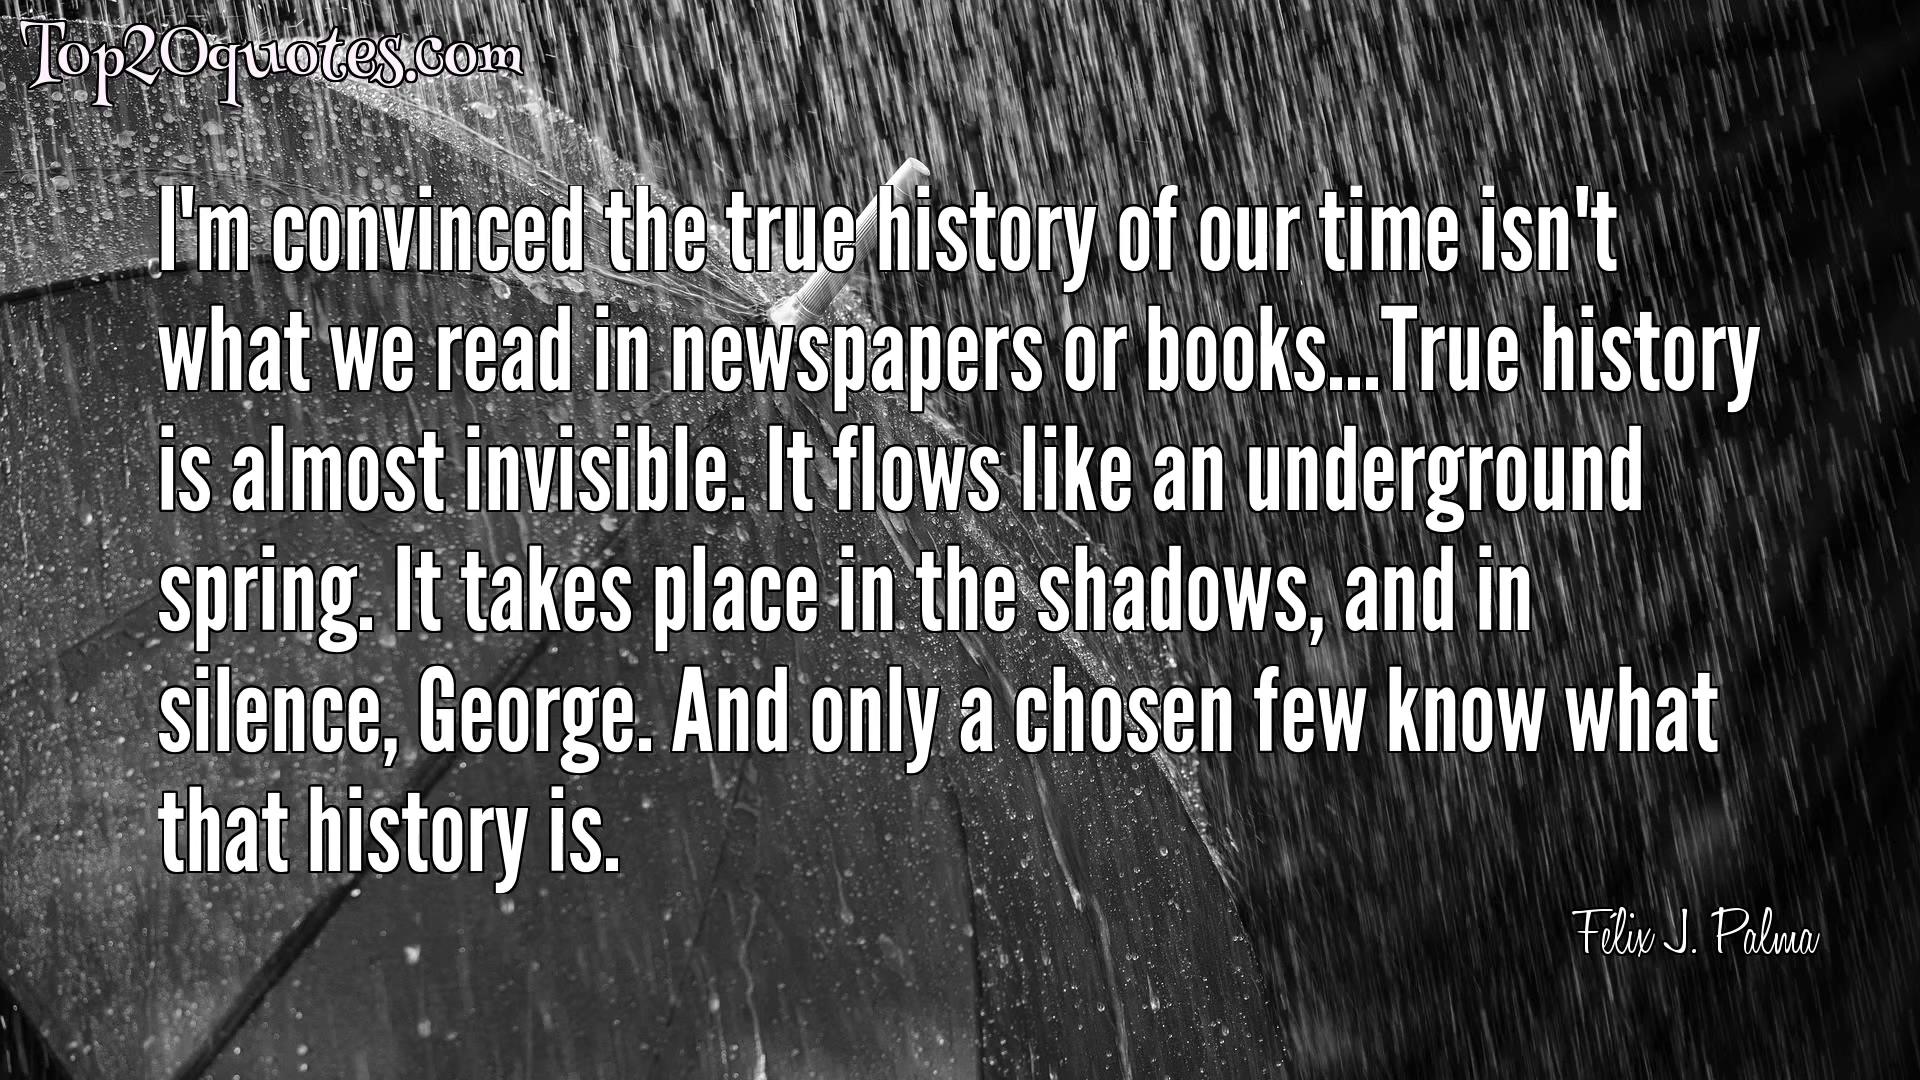 Top20quotes.com
I'm convinced the true history of our time isn't
what we read in newspapers or books...True history
is almost invisible. It flows like an underground
spring. It takes place in the shadows, and in
silence, George. And only a chosen few know what
that history is.
Félix J. Palma